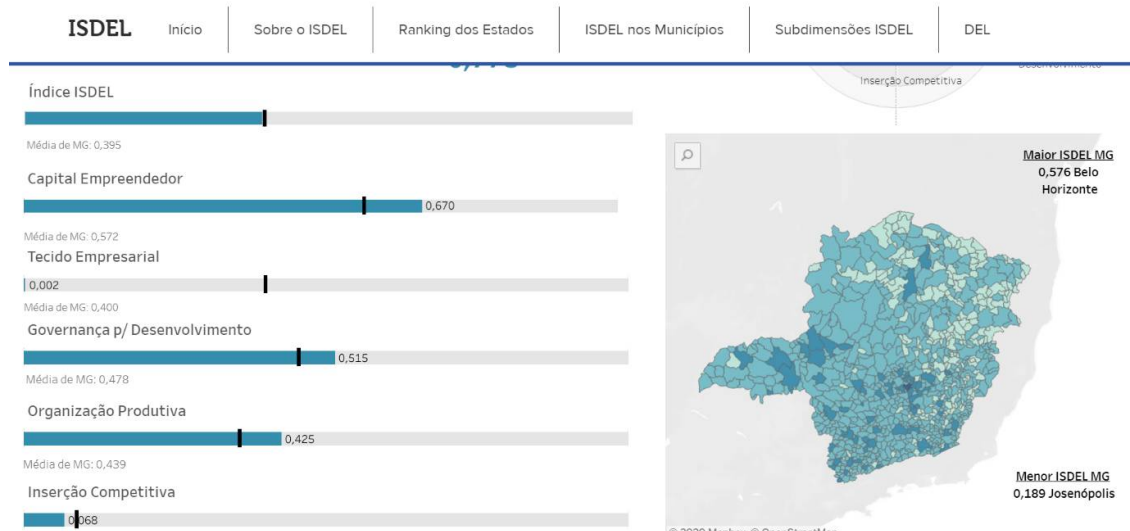 ISDEL
Início
Sobre o ISDEL
Ranking dos Estados
ISDEL nos Municípios
Subdimensões ISDEL
DEL
Índice ISDEL
Média de MG: 0,395
Capital Empreendedor
0,670
Média de MG: 0,572
Tecido Empresarial
0,002
Média de MG: 0,400
Governança p/ Desenvolvimento
0,515
Média de MG: 0,478
Organização Produtiva
0,425
Média de MG: 0,439
Inserção Competitiva
0,068
Inserção Competitiva
Maior ISDEL MG
0,576 Belo
Horizonte
Menor ISDEL MG
0,189 Josenópolis